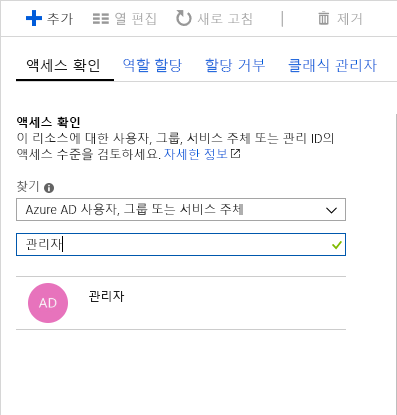 추가 열 편집 새로 고침 | 제거
액세스 확인 역할 할당 할당 거부 클래식 관리자
액세스 확인
이 리소스에 대한 사용자, 그룹, 서비스 주체 또는 관리 ID의
액세스 수준을 검토하세요. 자세한 정보
찾기
Azure AD 사용자, 그룹 또는 서비스 주체
관리자
AD 관리자